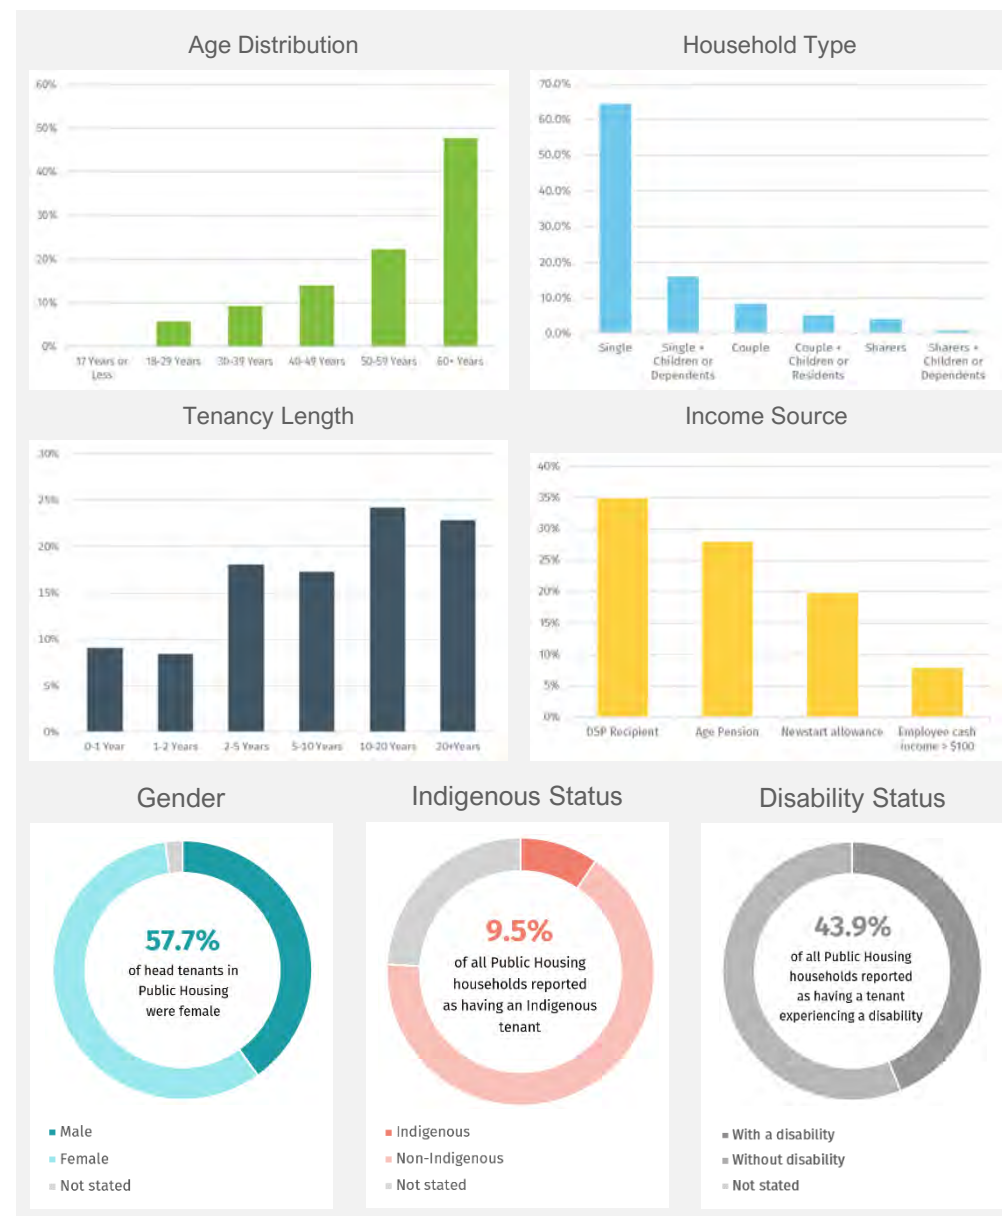 Age Distribution
60%
50%
40%
30%
20%
10%
0%
17 Years or
Less
18-29 Years
30-39 Years
40-49 Years
50-59 Years
60+ Years
Household Type
70.0%
60.0%
50.0%
40.0%
30.0%
20.0%
10.0%
0.0%
Single
Single +
Children or
Dependents
Couple
Couple +
Children or
Residents
Sharers
Sharers +
Children or
Dependents
Tenancy Length
30%
25%
20%
15%
10%
5%
0%
0-1 Year
1-2 Years
2-5 Years
5-10 Years
10-20 Years
20+Years
Income Source
40%
35%
30%
25%
20%
15%
10%
5%
0%
DSP Recipient
Age Pension
Newstart allowance
Employee cash
income > $100
Gender
57.7%
of head tenants in
Public Housing
were female
Male
Female
Not stated
Indigenous Status
9.5%
of all Public Housing
households reported
as having an Indigenous
tenant
Indigenous
Non-Indigenous
Not stated
Disability Status
43.9%
of all Public Housing
households reported
as having a tenant
experiencing a disability
With a disability
Without disability
Not stated